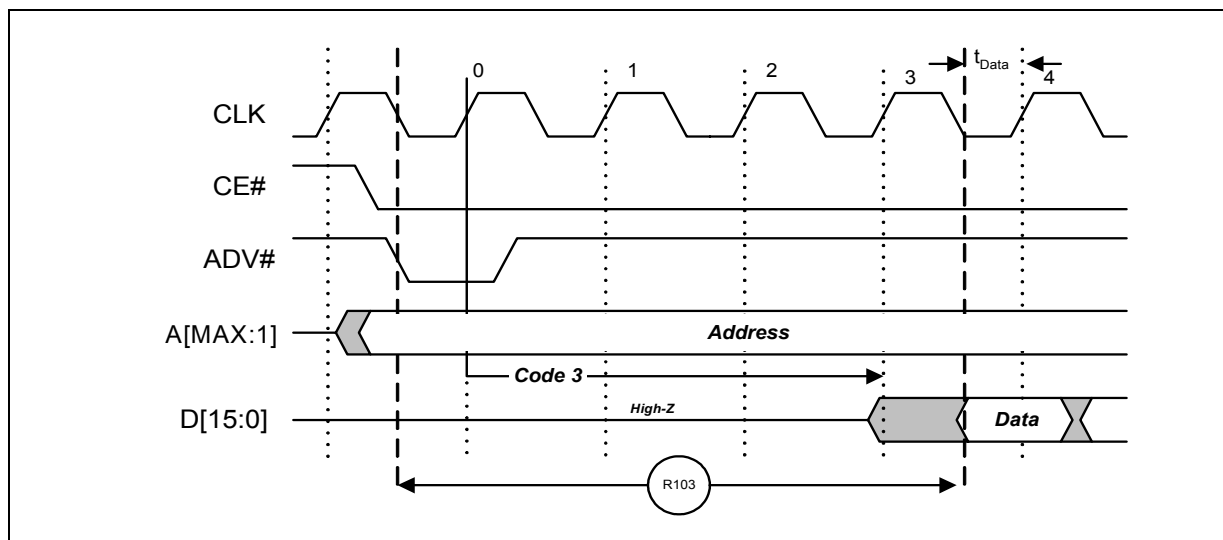 0 1 2 3 tData 4
CLK
CE#
ADV#
A[MAX:1] Address
Code 3
D[15:0] High-Z Data
R103